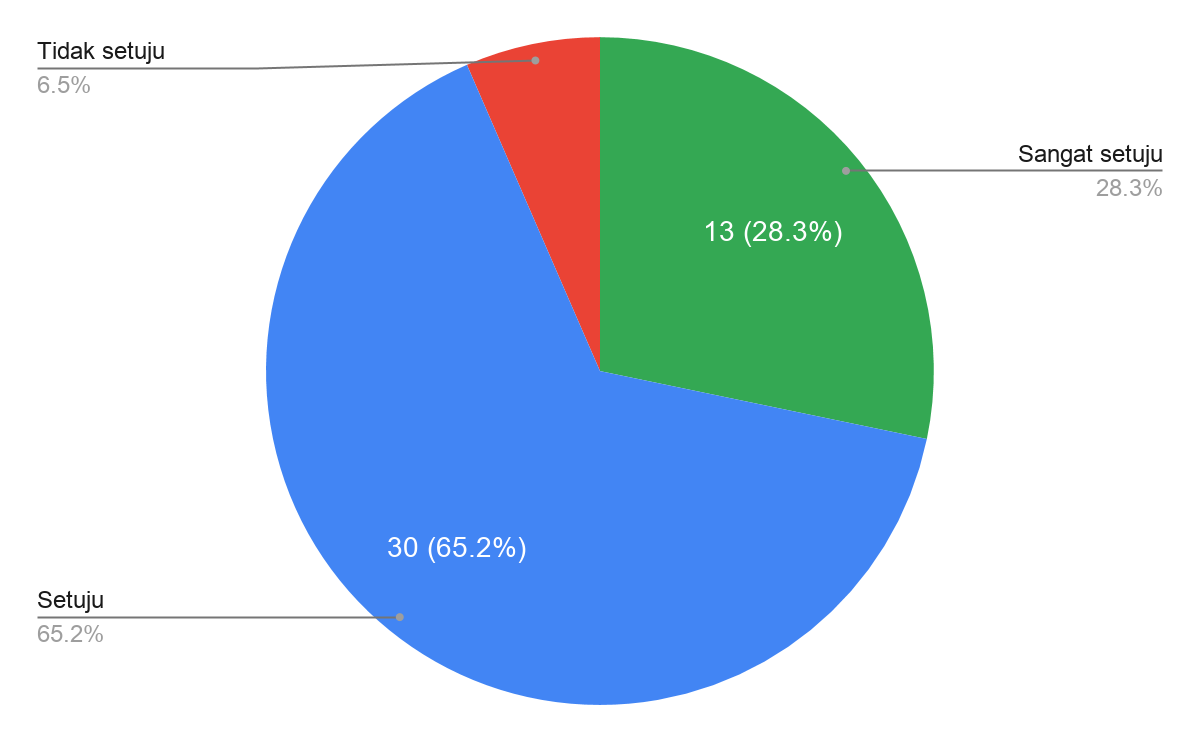 Tidak setuju
6.5%
Sangat setuju
28.3%
13 (28.3%)
30 (65.2%)
Setuju
65.2%